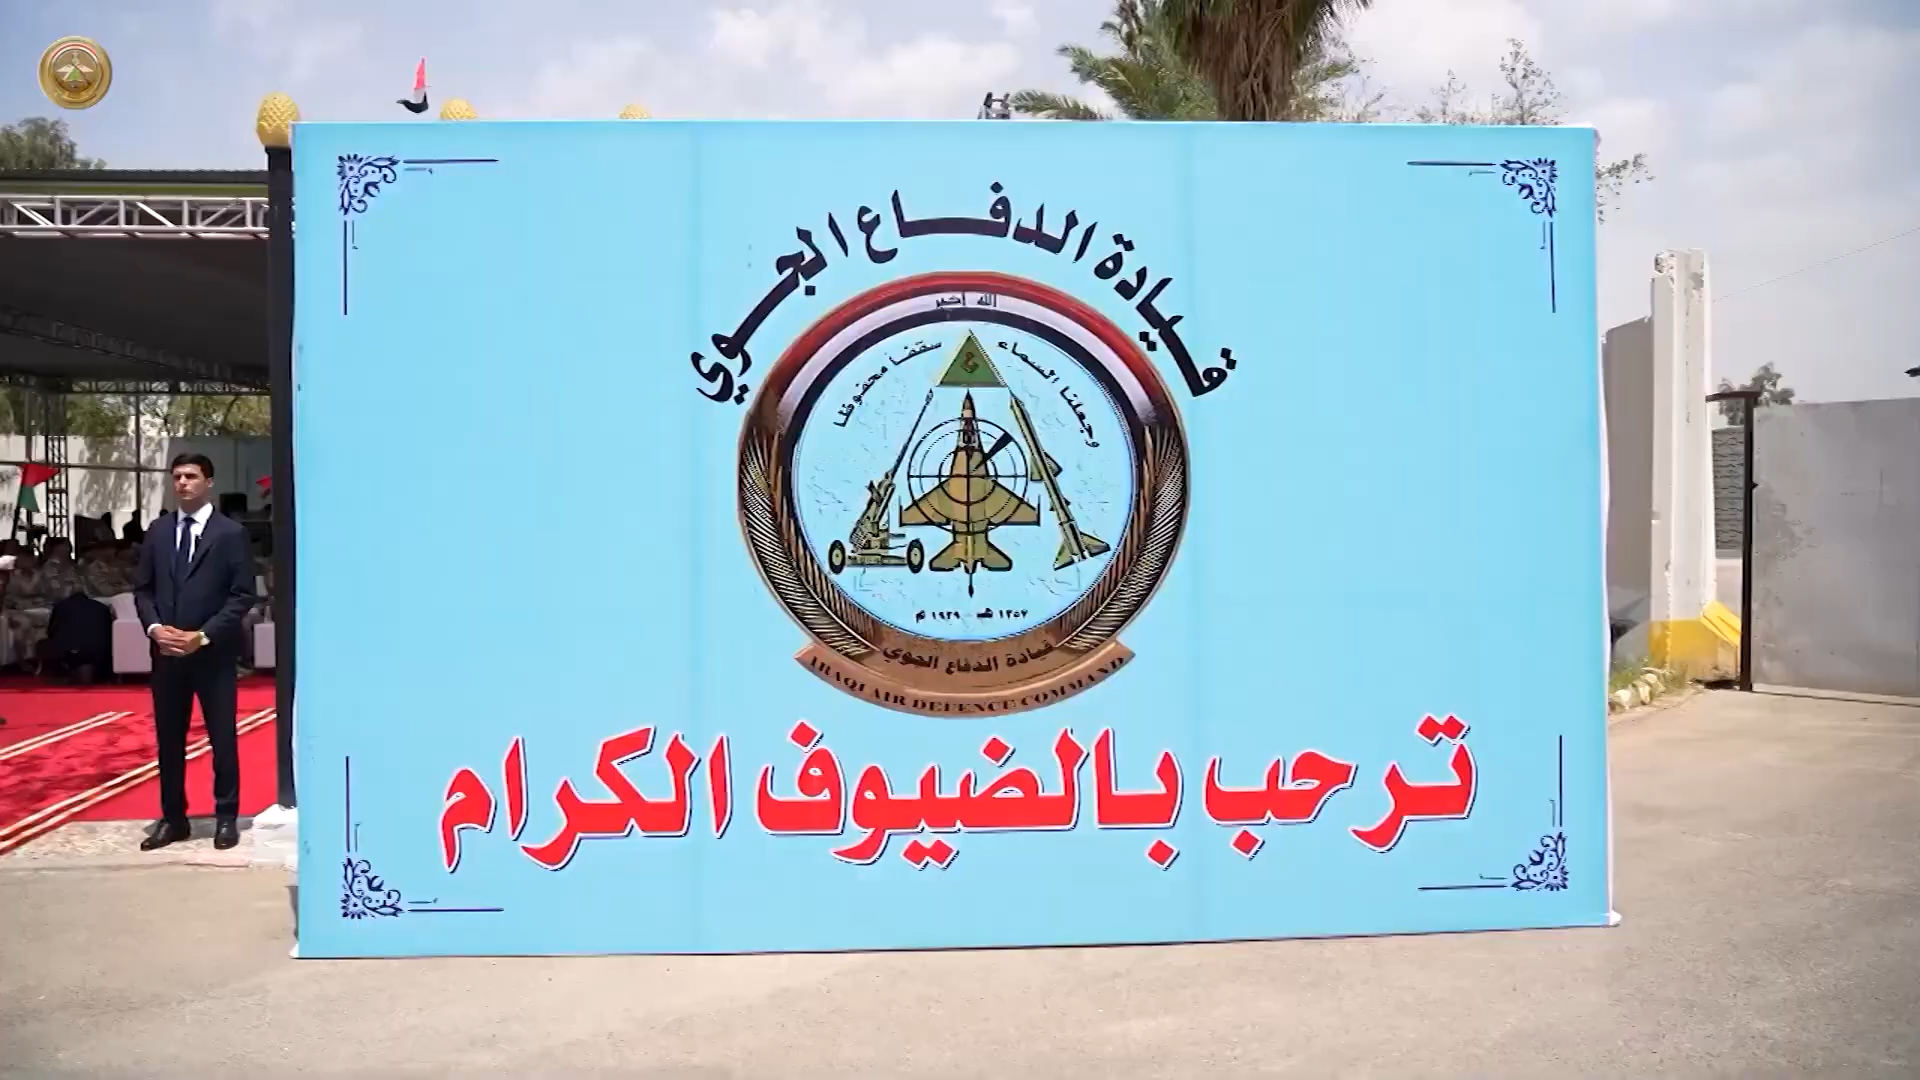 قيادة الدفاع الجوي
الله أكبر
وجعلنا السماء سقفاً محفوظا
١٣٥٧ هـ - ١٩٣٩ م
قيادة الدفاع الجوي
IRAQI AIR DEFENCE COMMAND
ترحب بالضيوف الكرام